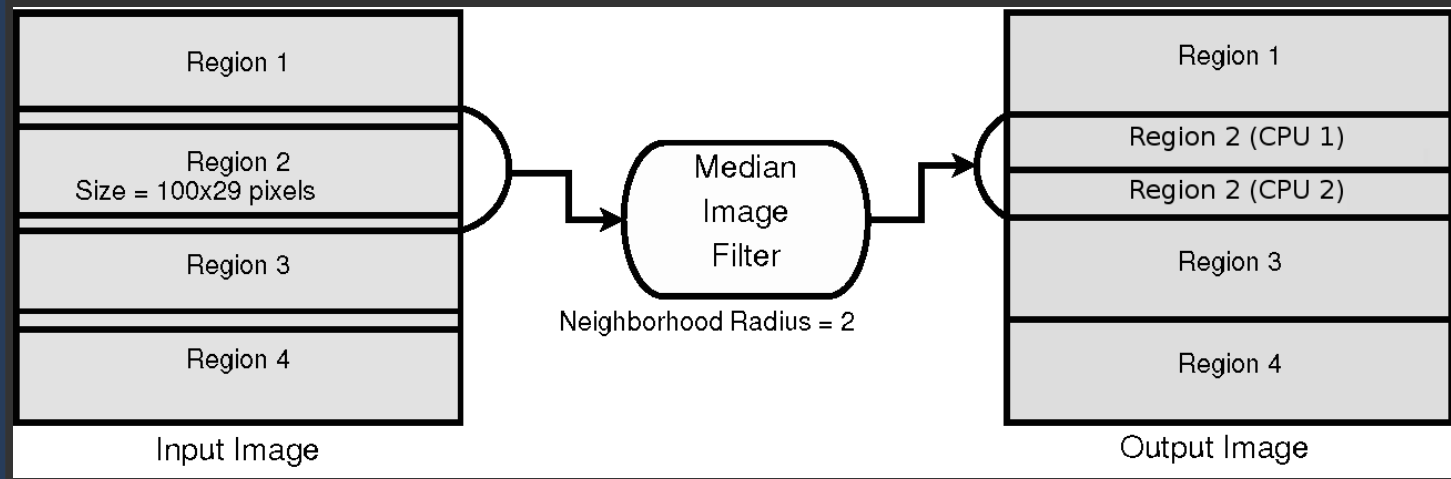 Region 1
Region 2
Size = 100x29 pixels
Region 3
Region 4
Input Image
Median
Image
Filter
Neighborhood Radius = 2
Region 1
Region 2 (CPU 1)
Region 2 (CPU 2)
Region 3
Region 4
Output Image